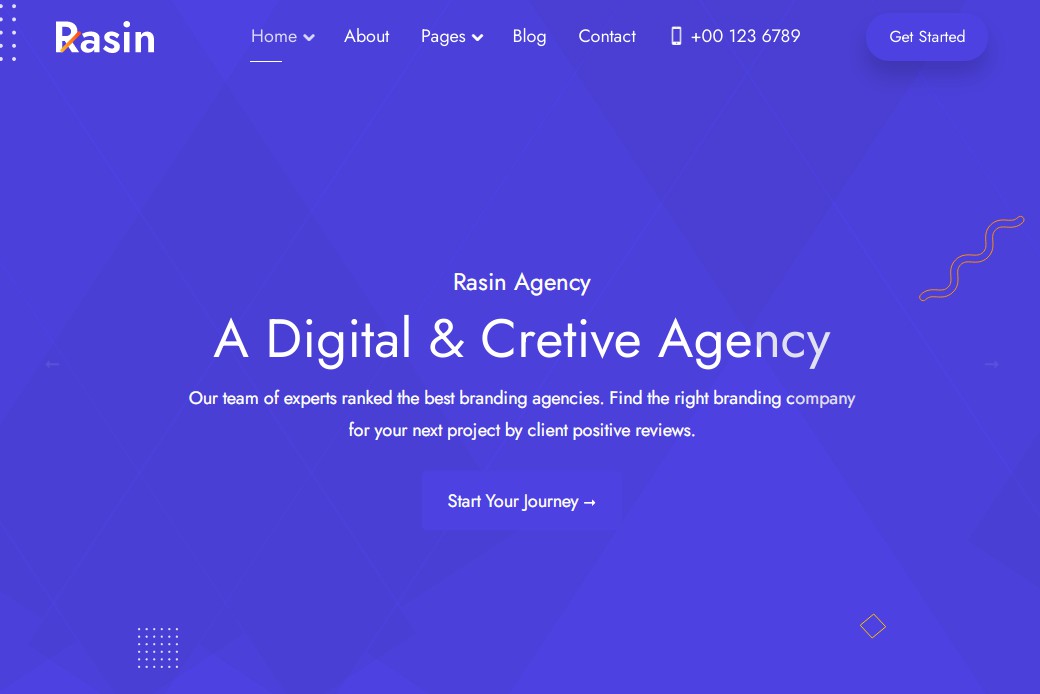 Rasin
Home
About
Pages
Blog
Contact
+00 123 6789
Get Started
Rasin Agency
A Digital & Cretive Agency
Our team of experts ranked the best branding agencies. Find the right branding company
for your next project by client positive reviews.
Start Your Journey →